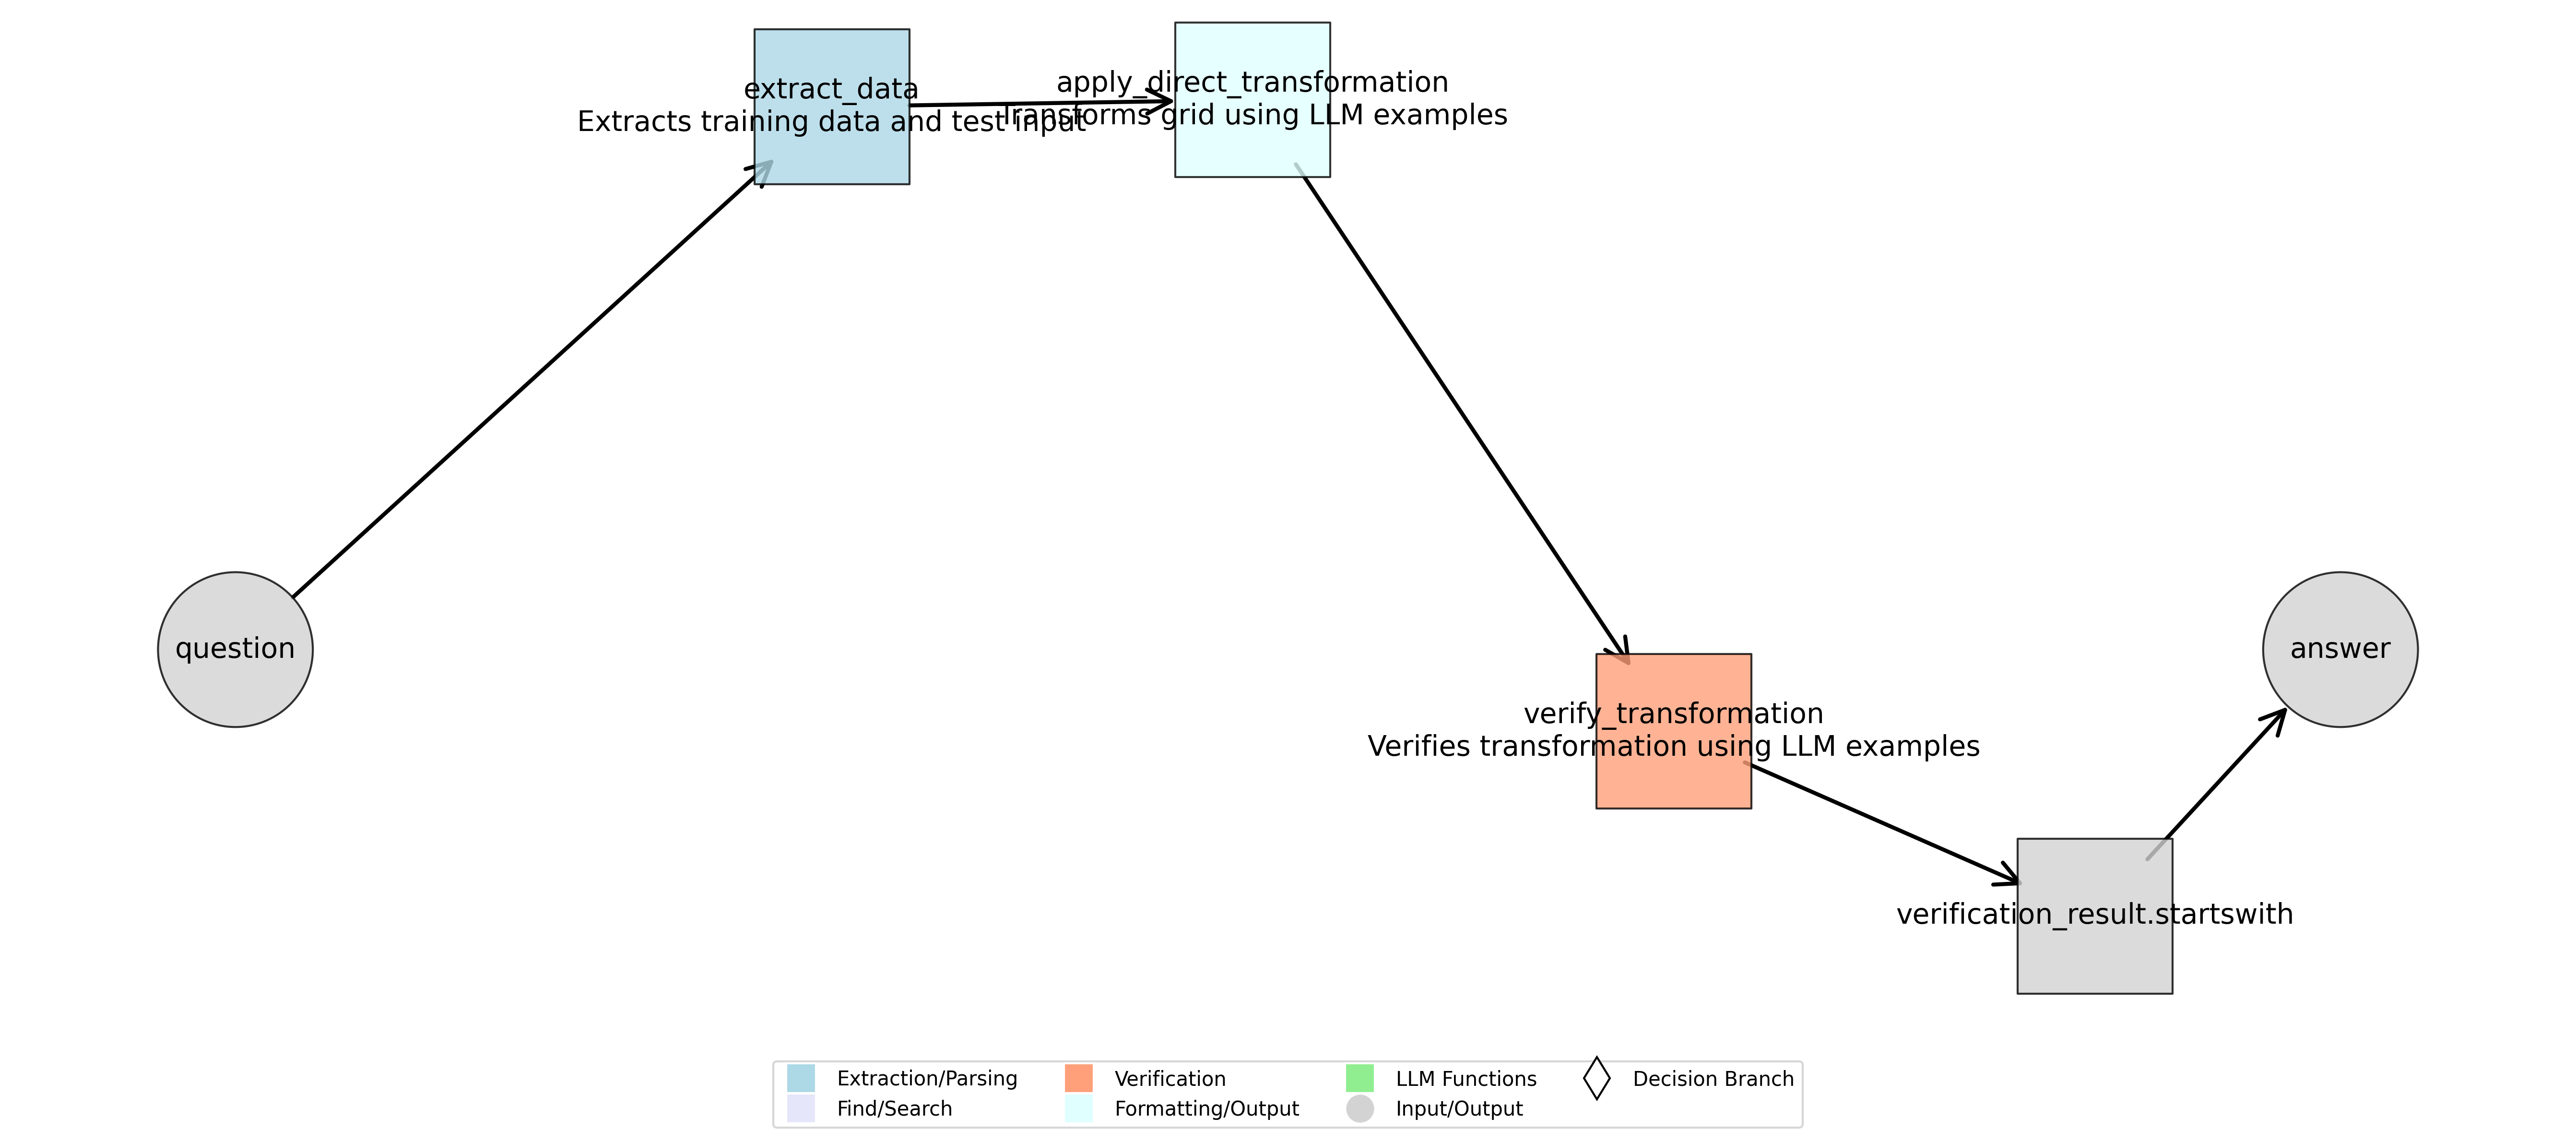 extract_data
Extracts training data and test input
apply_direct_transformation
Transforms grid using LLM examples
question
answer
verify_transformation
Verifies transformation using LLM examples
verification_result.startswith
Extraction/Parsing
Find/Search
Verification
Formatting/Output
LLM Functions
Input/Output
Decision Branch